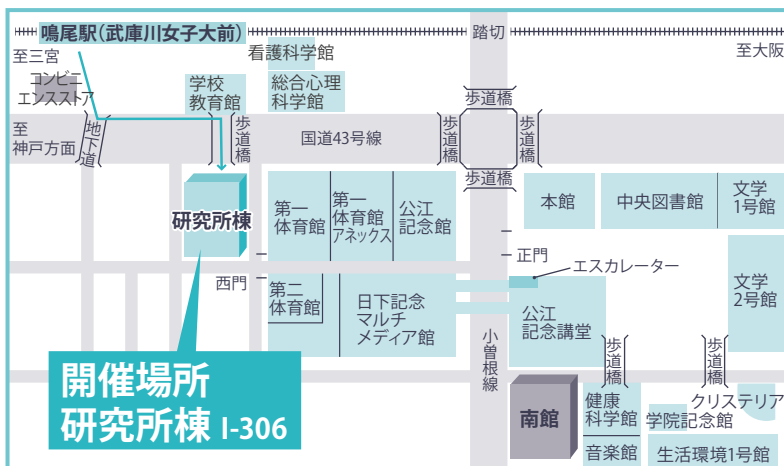 鳴尾駅(武庫川女子大前)
踏切
至三宮
至大阪
看護科学館
コンビニ
エンスストア
学校
教育館
総合心理
科学館
歩道橋
至
神戸方面
地下道
歩道橋
国道43号線
歩道橋
歩道橋
歩道橋
研究所棟
第一
体育館
第一
体育館
アネックス
公江
記念館
本館
中央図書館
文学
1号館
正門
西門
エスカレーター
第二
体育館
日下記念
マルチ
メディア館
小曽根線
公江
記念講堂
文学
2号館
歩道橋
歩道橋
開催場所
研究所棟 I-306
南館
健康
科学館
音楽館
クリステリア
学院記念館
生活環境1号館